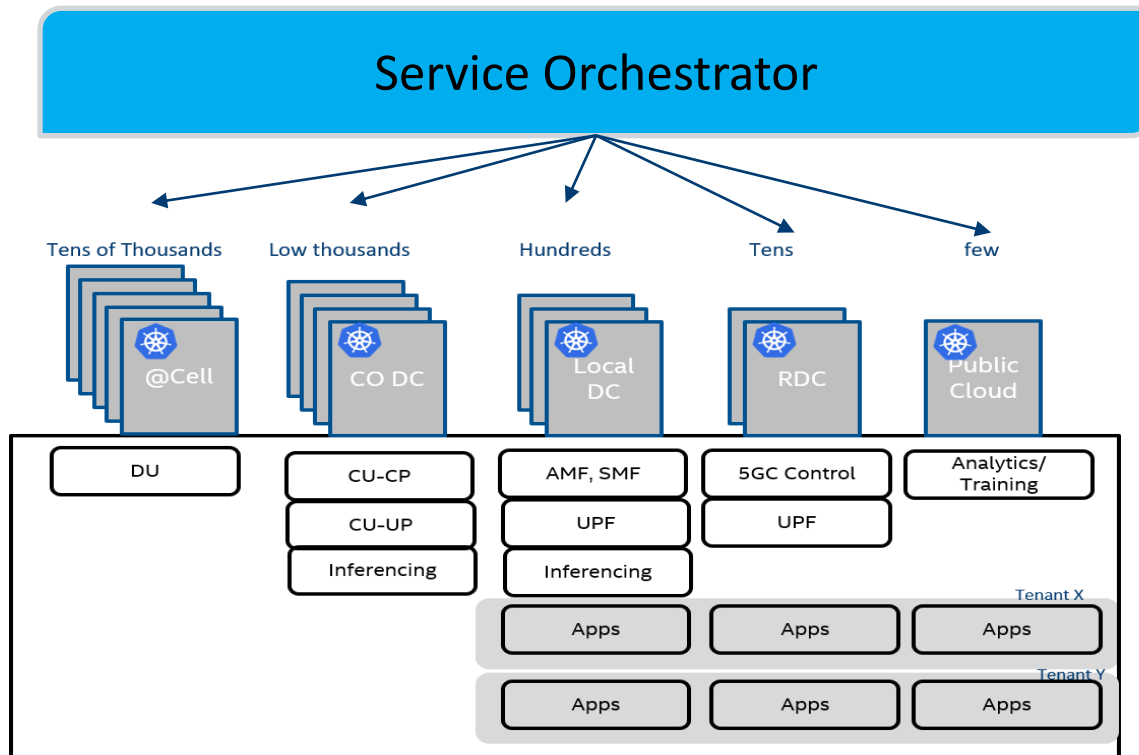 Service Orchestrator
Tens of Thousands
Low thousands
Hundreds
Tens
few
@Cell
CO DC
Local
DC
RDC
Public
Cloud
DU
CU-CP
AMF, SMF
5GC Control
Analytics/
Training
CU-UP
UPF
UPF
Inferencing
Inferencing
Tenant X
Apps
Apps
Apps
Tenant Y
Apps
Apps
Apps